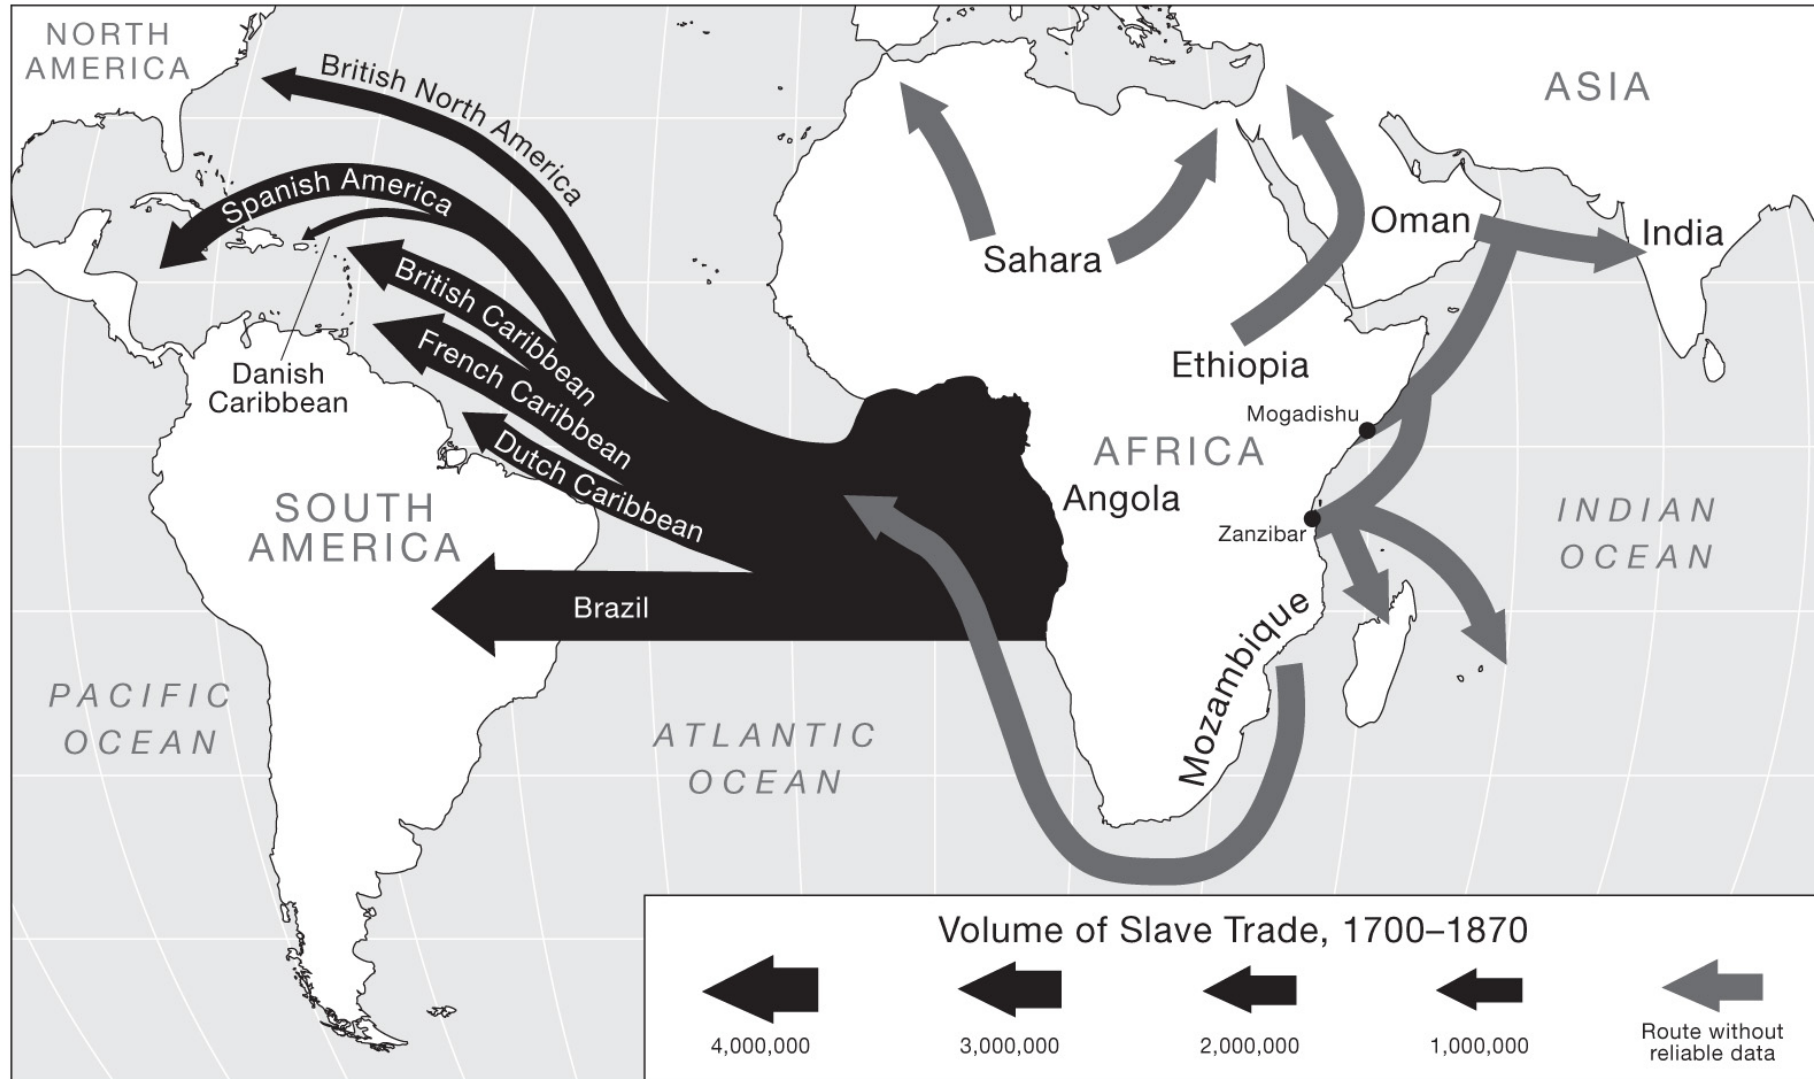 NORTH
AMERICA
British North America
Spanish America
British Caribbean
French Caribbean
Dutch Caribbean
Danish
Caribbean
Brazil
SOUTH
AMERICA
PACIFIC
OCEAN
ATLANTIC
OCEAN
ASIA
Oman
India
Sahara
Ethiopia
Mogadishu
AFRICA
Angola
Zanzibar
Mozambique
INDIAN
OCEAN
Volume of Slave Trade, 1700–1870
4,000,000
3,000,000
2,000,000
1,000,000
Route without
reliable data